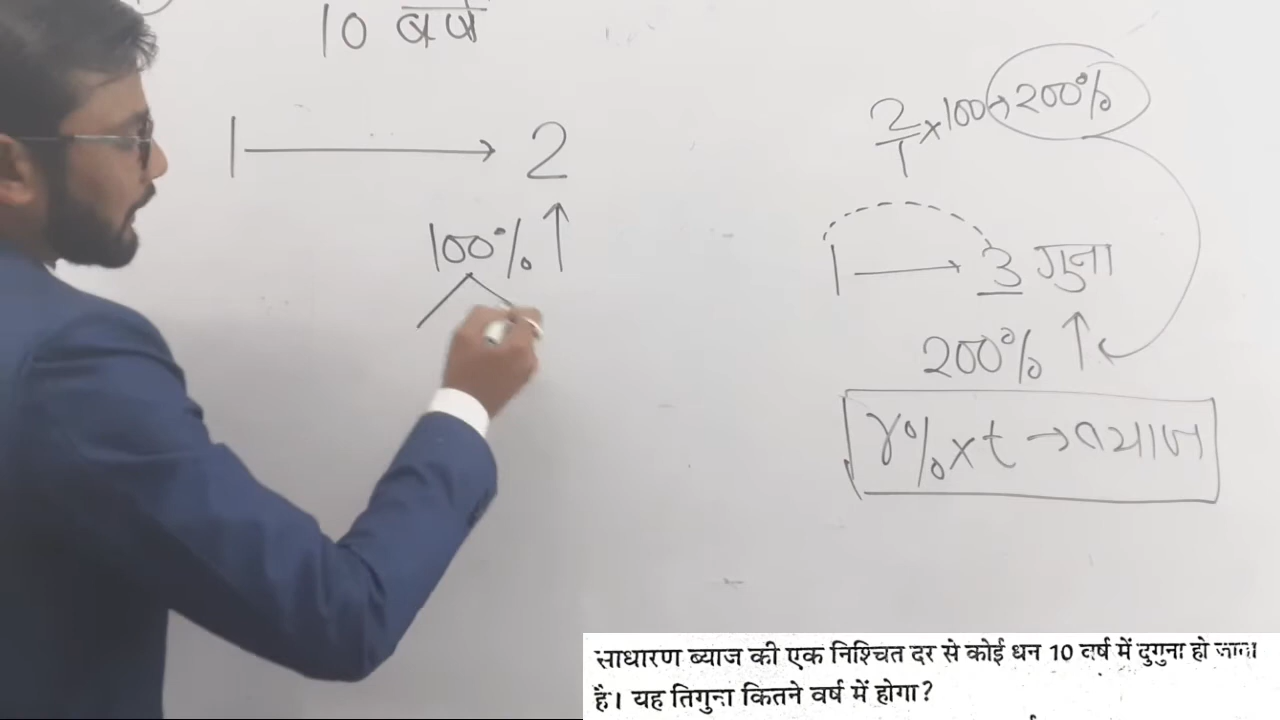 10 वर्ष
1 → 2
100% ↑
2/1 × 100 → 200%
1 → 3 गुना
200% ↑
r% × t → ब्याज
साधारण ब्याज की एक निश्चित दर से कोई धन 10 वर्ष में दुगुना हो जाता
है। यह तिगुना कितने वर्ष में होगा?